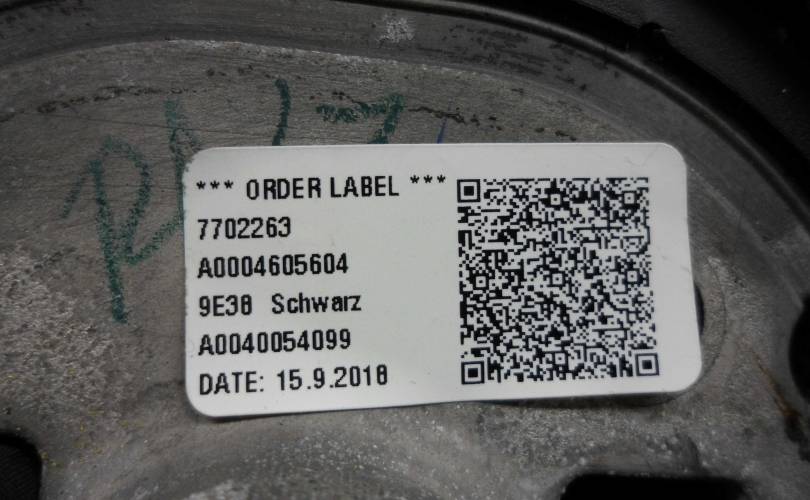 *** ORDER LABEL ***
7702263
A0004605604
9E38 Schwarz
A0040054099
DATE: 15.9.2018